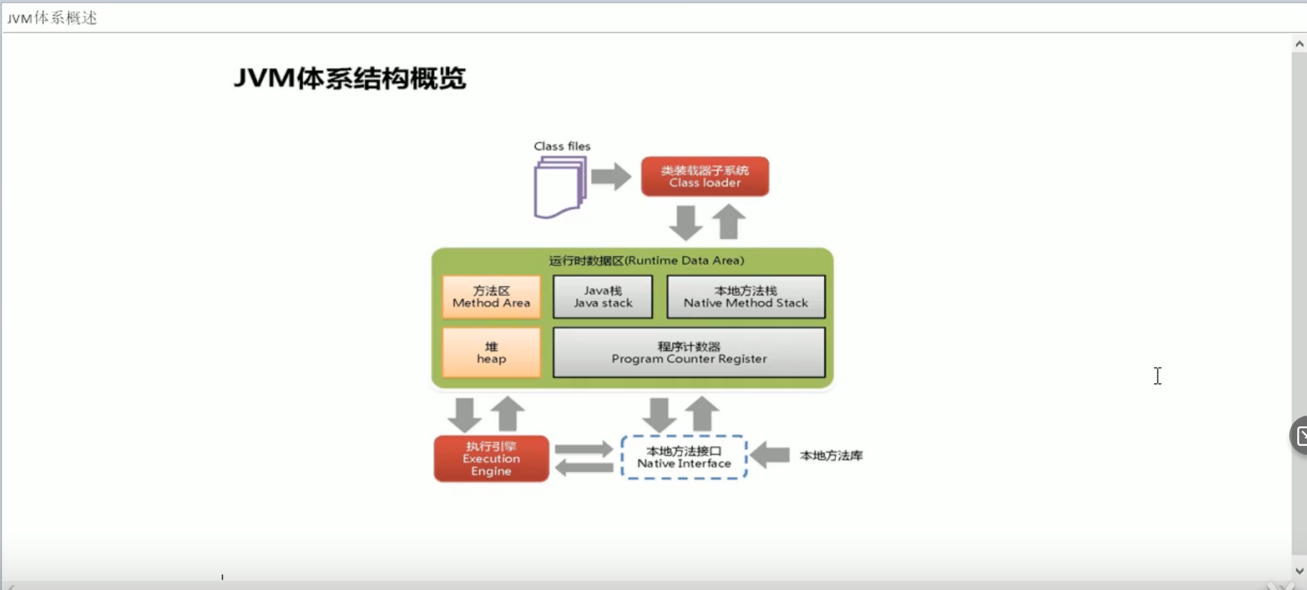 JVM体系概述
JVM体系结构概览
Class files
类装载器子系统
Class loader
运行时数据区(Runtime Data Area)
方法区
Method Area
Java栈
Java stack
本地方法栈
Native Method Stack
堆
heap
程序计数器
Program Counter Register
执行引擎
Execution
Engine
本地方法接口
Native Interface
本地方法库